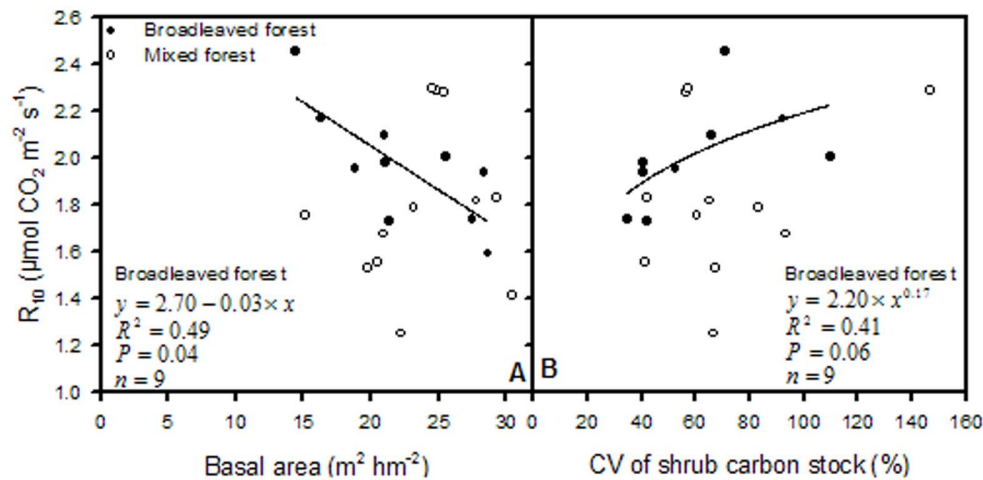 2.6
2.4
2.2
2.0
1.8
1.6
1.4
1.2
1.0
R₁₀ (μmol CO₂ m⁻² s⁻¹)
Broadleaved forest
Mixed forest
Broadleaved forest
y = 2.70 − 0.03 × x
R² = 0.49
P = 0.04
n = 9
A
0 15 20 25 30
Basal area (m² hm⁻²)
B
Broadleaved forest
y = 2.20 × x^0.17
R² = 0.41
P = 0.06
n = 9
0 20 40 60 80 100 120 140 160
CV of shrub carbon stock (%)